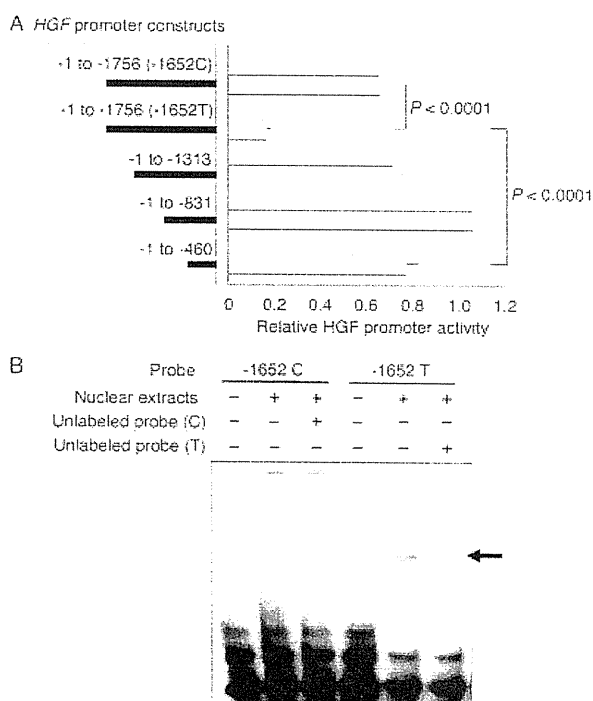 A HGF promoter constructs
-1 to -1756 (-1652C)
-1 to -1756 (-1652T)
-1 to -1313
-1 to -831
-1 to -460
P < 0.0001
P < 0.0001
0 0.2 0.4 0.6 0.8 1.0 1.2
Relative HGF promoter activity
B
Probe -1652 C -1652 T
Nuclear extracts − + + − + +
Unlabeled probe (C) − − + − − −
Unlabeled probe (T) − − − − − +